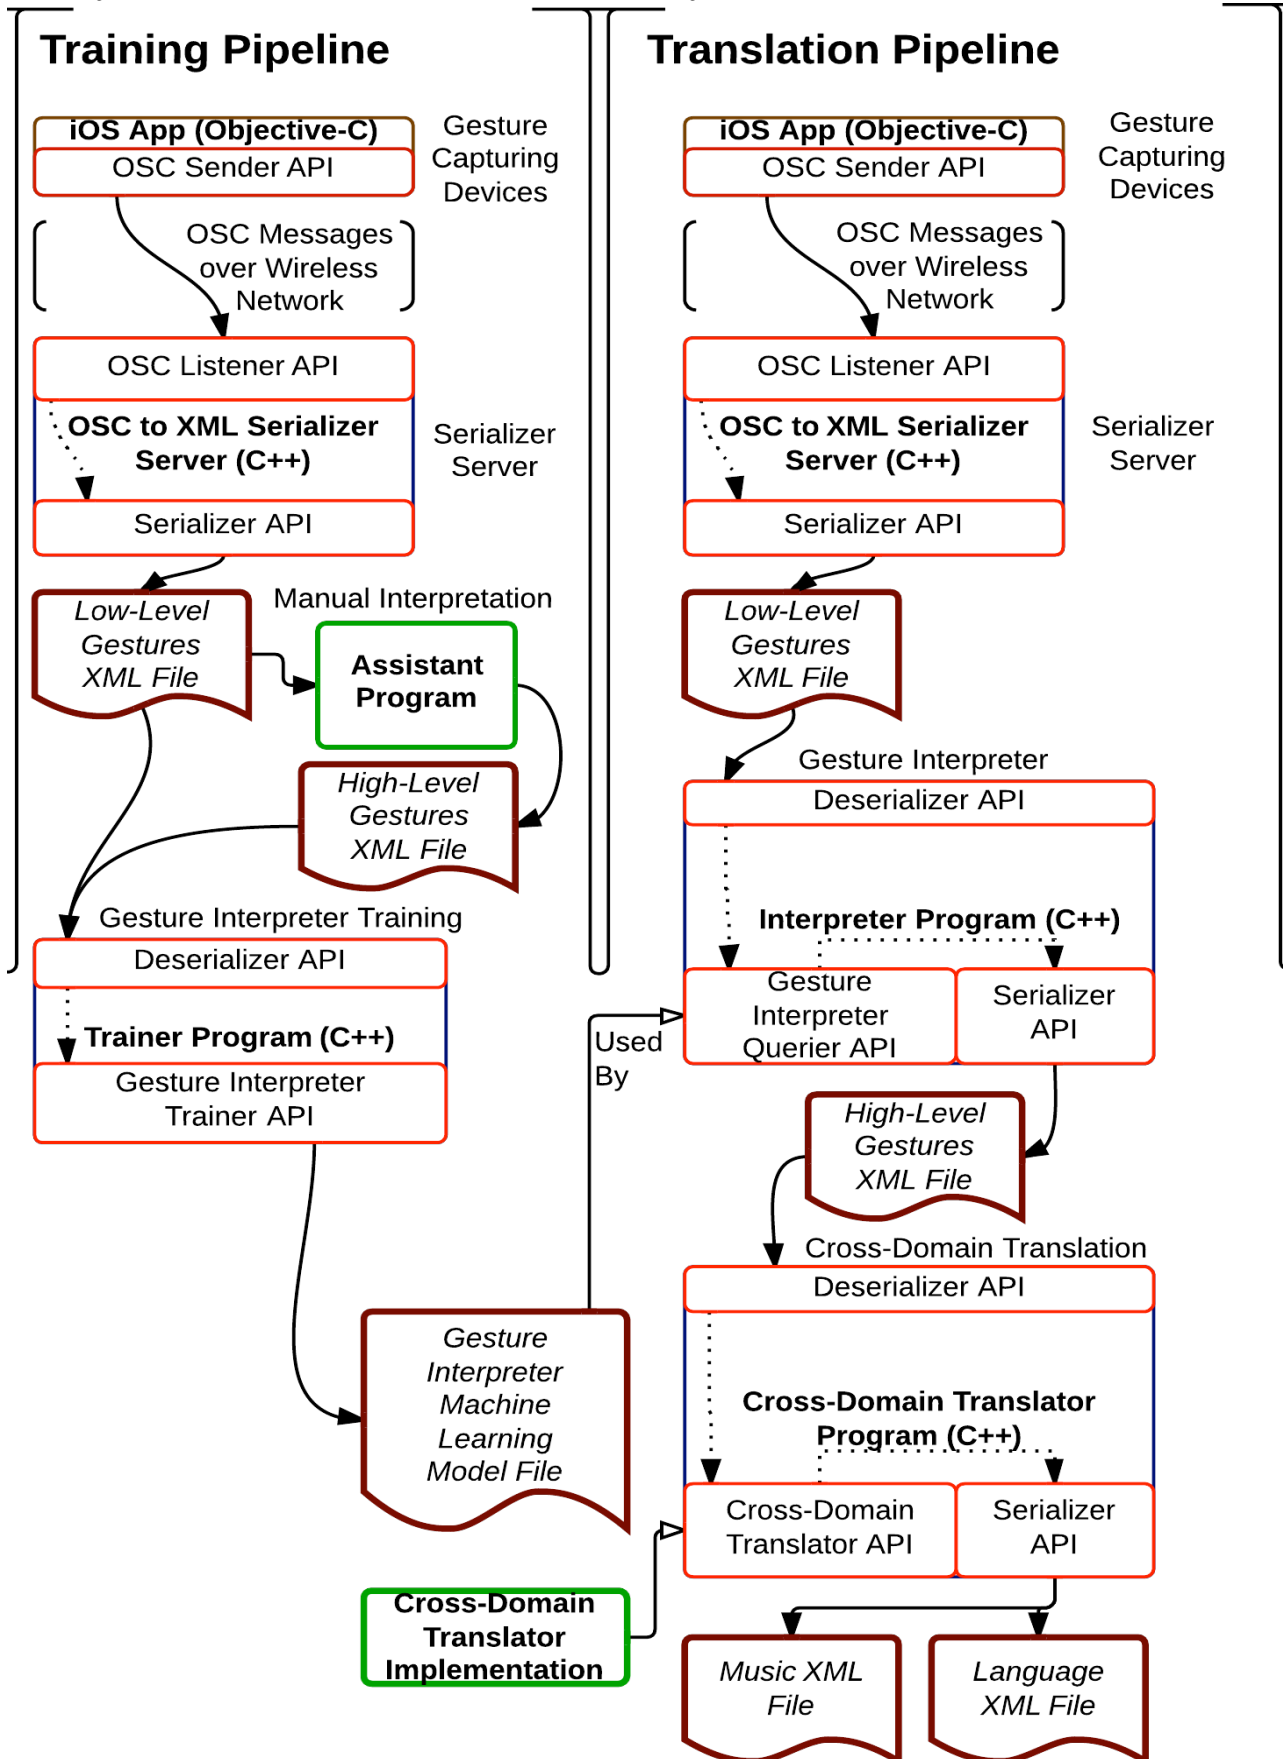 Training Pipeline
iOS App (Objective-C)
OSC Sender API
Gesture
Capturing
Devices
OSC Messages
over Wireless
Network
OSC Listener API
OSC to XML Serializer
Server (C++)
Serializer
Server
Serializer API
Low-Level
Gestures
XML File
Manual Interpretation
Assistant
Program
High-Level
Gestures
XML File
Gesture Interpreter Training
Deserializer API
Trainer Program (C++)
Gesture Interpreter
Trainer API
Gesture
Interpreter
Machine
Learning
Model File
Used
By
Cross-Domain
Translator
Implementation
Translation Pipeline
iOS App (Objective-C)
OSC Sender API
Gesture
Capturing
Devices
OSC Messages
over Wireless
Network
OSC Listener API
OSC to XML Serializer
Server (C++)
Serializer
Server
Serializer API
Low-Level
Gestures
XML File
Gesture Interpreter
Deserializer API
Interpreter Program (C++)
Gesture
Interpreter
Querier API
Serializer
API
High-Level
Gestures
XML File
Cross-Domain Translation
Deserializer API
Cross-Domain Translator
Program (C++)
Cross-Domain
Translator API
Serializer
API
Music XML
File
Language
XML File